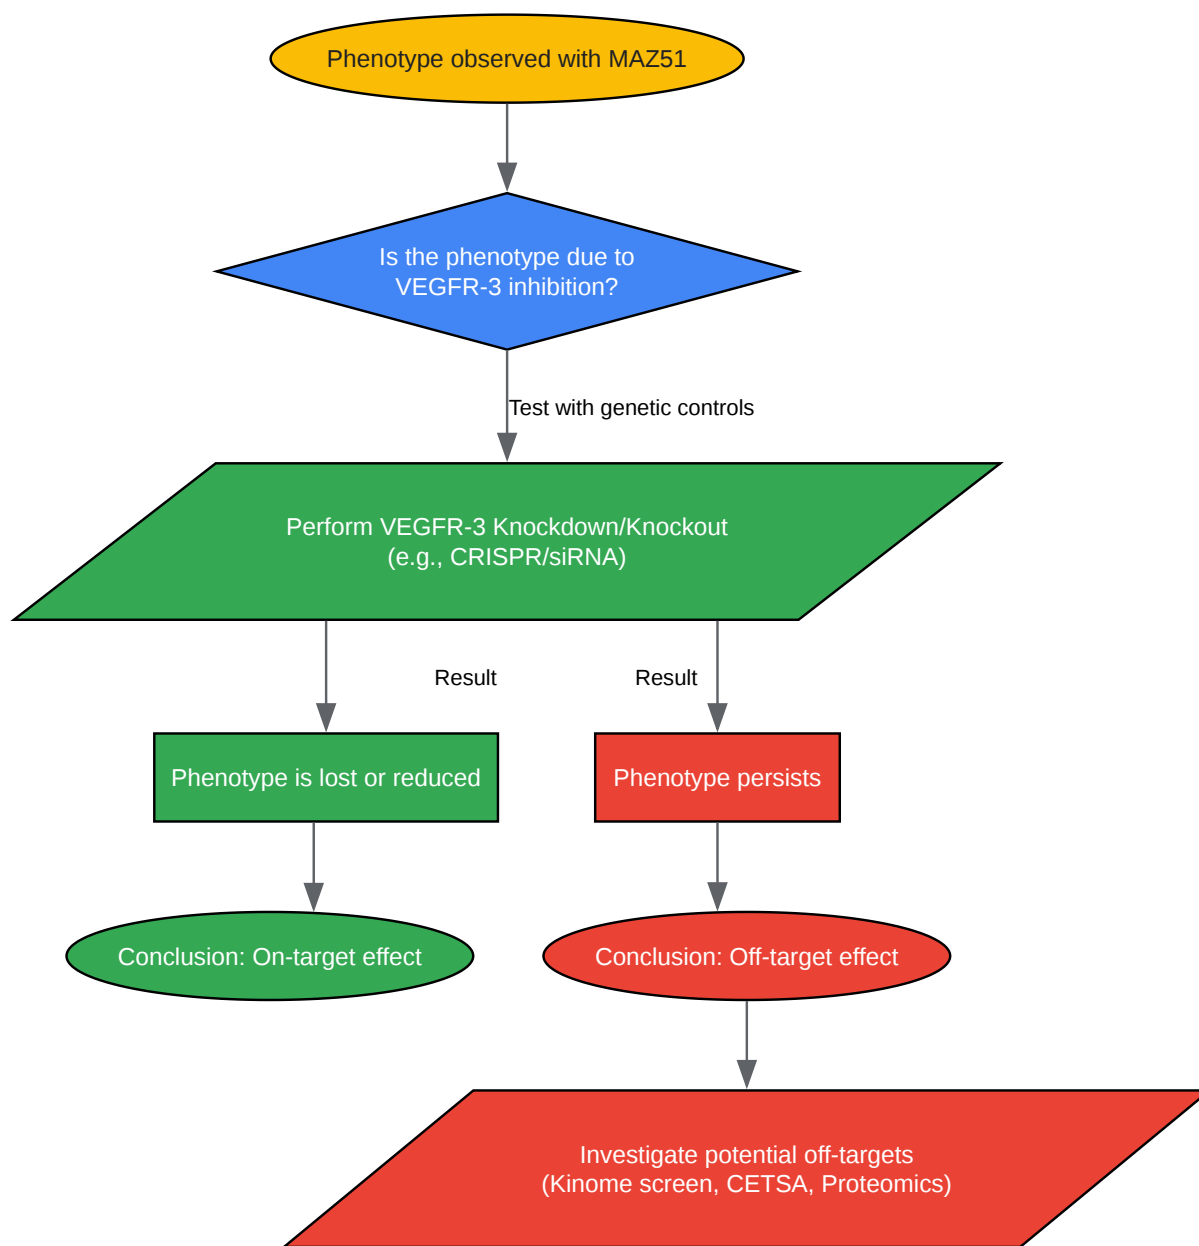 Phenotype observed with MAZ51
Is the phenotype due to
VEGFR-3 inhibition?
Test with genetic controls
Perform VEGFR-3 Knockdown/Knockout
(e.g., CRISPR/siRNA)
Result
Result
Phenotype is lost or reduced
Phenotype persists
Conclusion: On-target effect
Conclusion: Off-target effect
Investigate potential off-targets
(Kinome screen, CETSA, Proteomics)